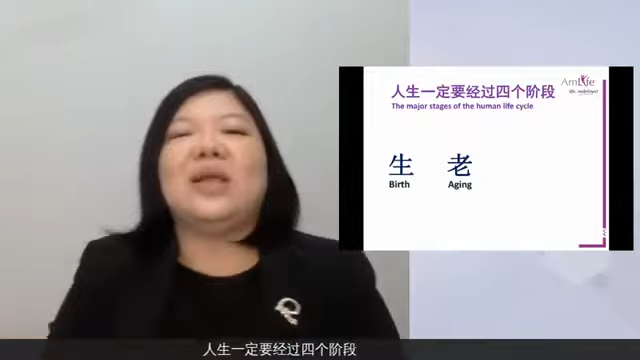 人生一定要经过四个阶段
The major stages of the human life cycle
AmLife
生 老
Birth Aging
人生一定要经过四个阶段